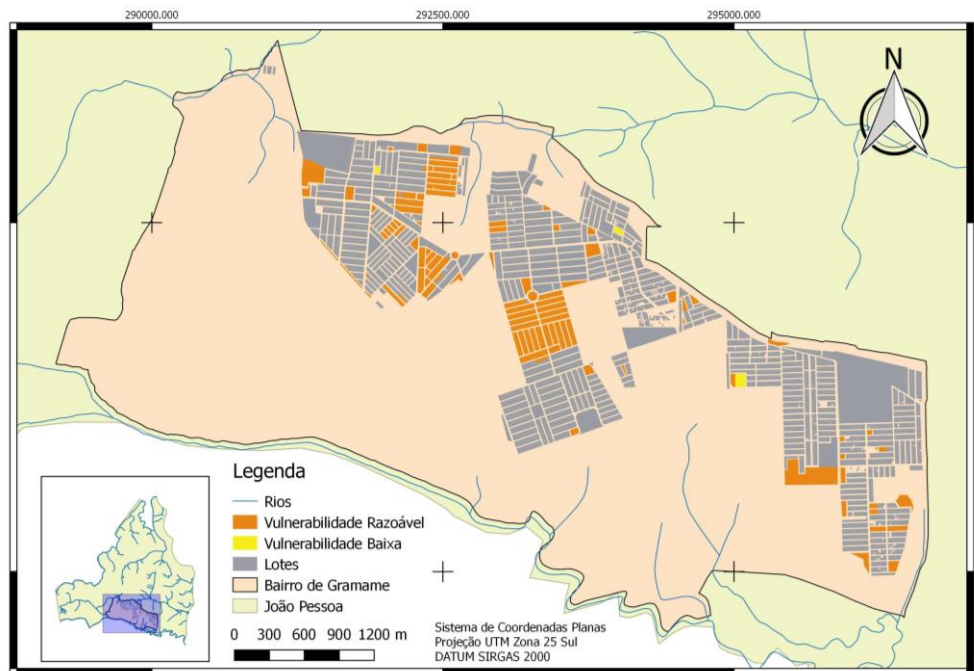 290000.000 292500.000 295000.000
N
Legenda
Rios
Vulnerabilidade Razoável
Vulnerabilidade Baixa
Lotes
Bairro de Gramame
João Pessoa
0 300 600 900 1200 m
Sistema de Coordenadas Planas
Projeção UTM Zona 25 Sul
DATUM SIRGAS 2000